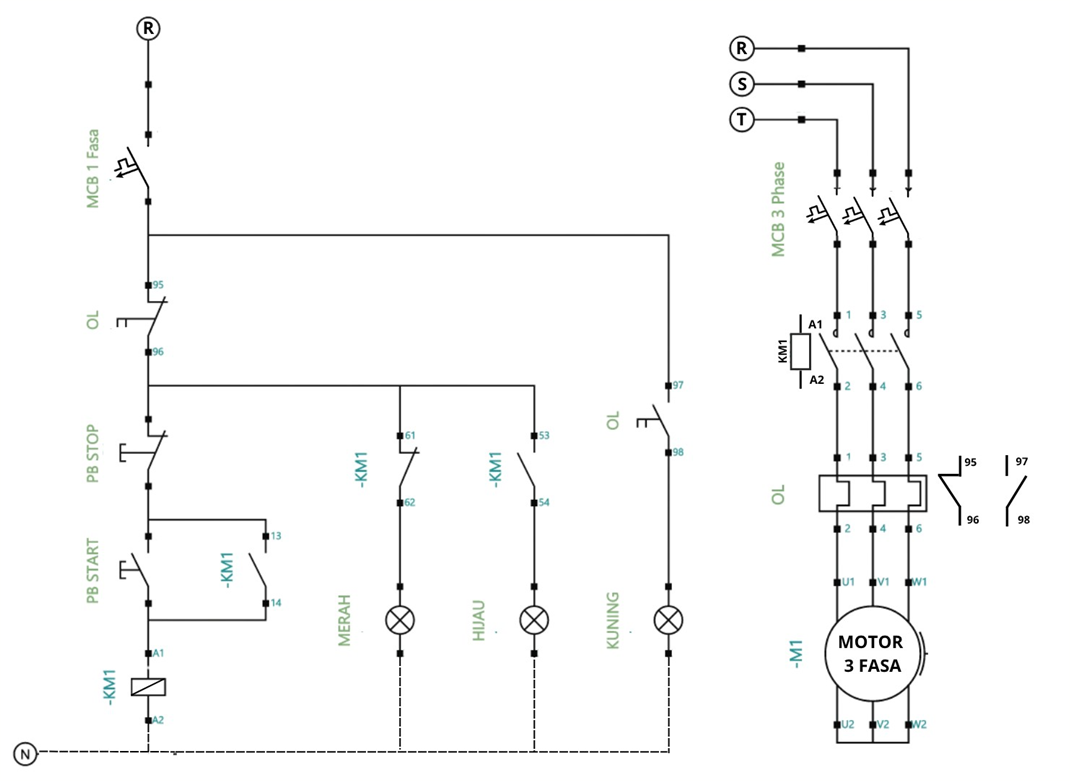 R
MCB 1 Fasa
95
OL
96
PB STOP
PB START
-KM1
13
14
A1
-KM1
A2
N
61
-KM1
62
MERAH
53
-KM1
54
HIJAU
97
OL
98
KUNING
R
S
T
MCB 3 Phase
1 3 5
A1
KM1
A2
2 4 6
1 3 5
OL
95 97
96 98
2 4 6
U1 V1 W1
-M1
MOTOR
3 FASA
U2 V2 W2